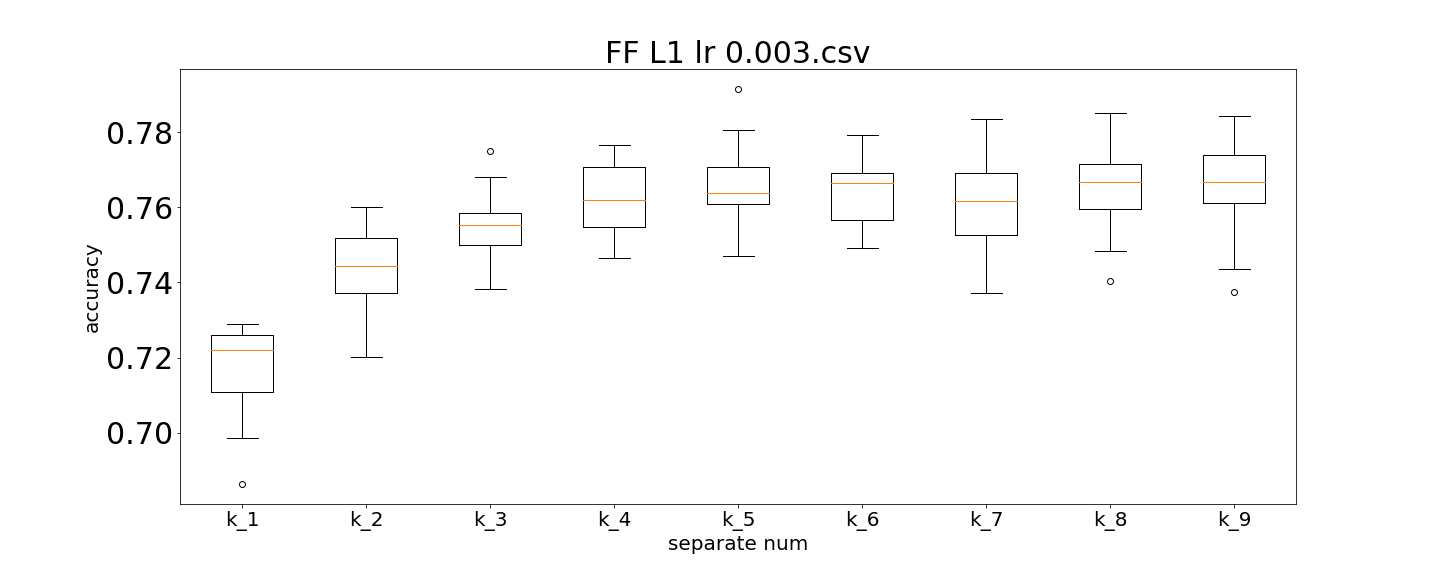 FF L1 lr 0.003.csv
accuracy
0.78
0.76
0.74
0.72
0.70
k_1 k_2 k_3 k_4 k_5 k_6 k_7 k_8 k_9
separate num